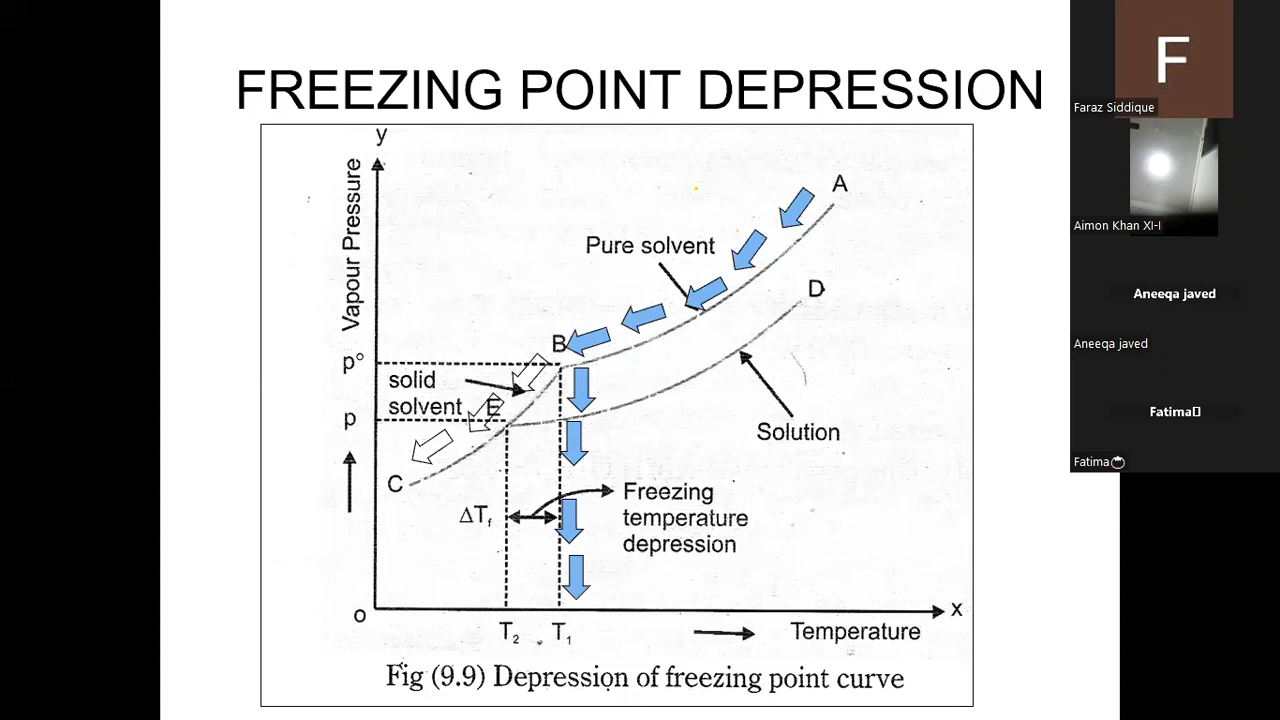 FREEZING POINT DEPRESSION
y
A
Pure solvent
D
Vapour Pressure
B
p°
solid
solvent
E
p
Solution
C
Freezing
temperature
depression
ΔTf
o
x
T2
T1
Temperature
Fig (9.9) Depression of freezing point curve
F
Faraz Siddique
Aimon Khan XI-I
Aneeqa javed
Aneeqa javed
Fatima
Fatima